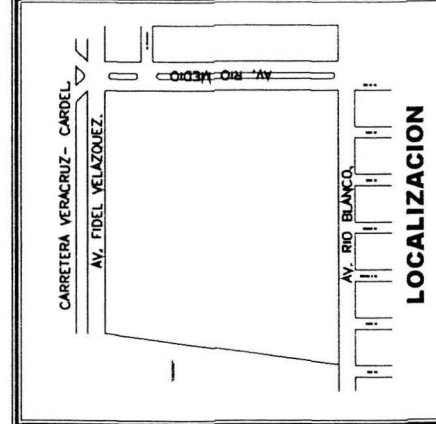 CARRETERA VERACRUZ- CARDEL.
AV. FIDEL VELAZQUEZ.
AV. RIO MEDIO
AV. RIO BLANCO,
LOCALIZACION